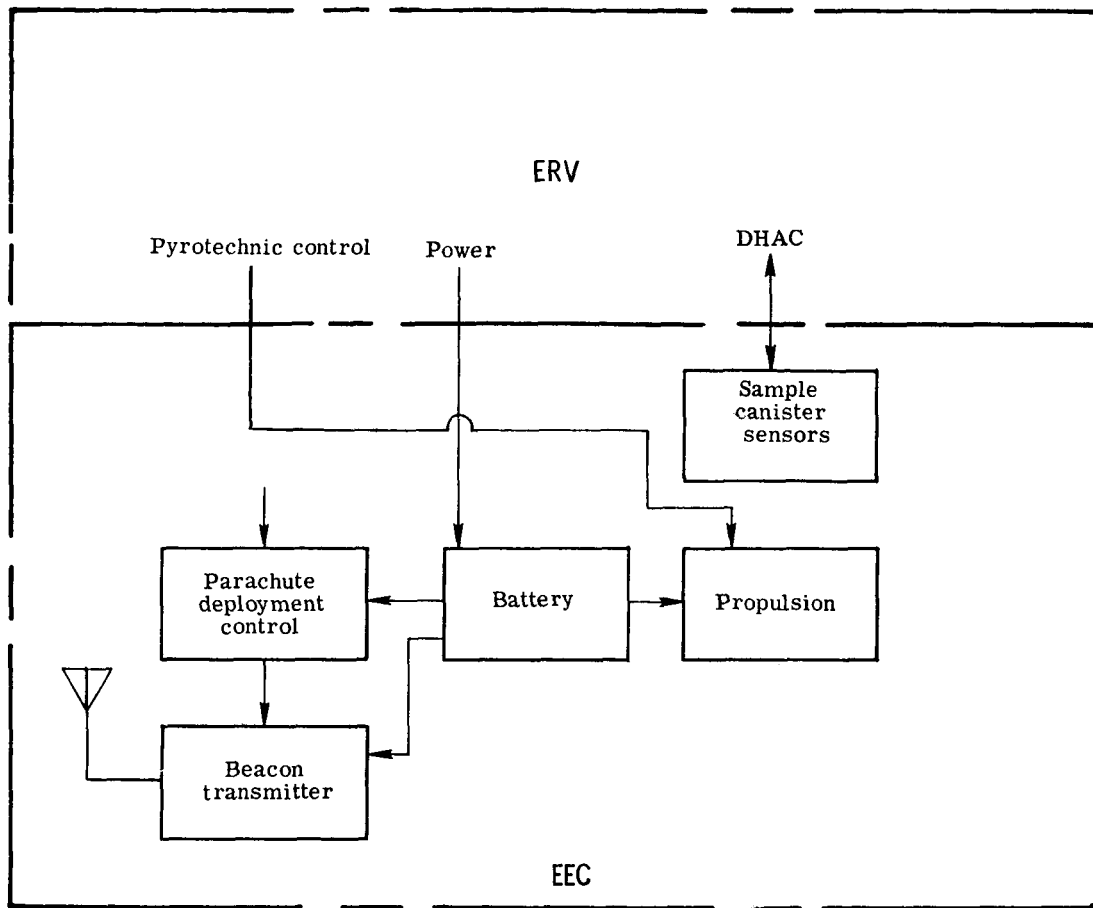 ERV
Pyrotechnic control
Power
DHAC
Sample
canister
sensors
Parachute
deployment
control
Battery
Propulsion
Beacon
transmitter
EEC